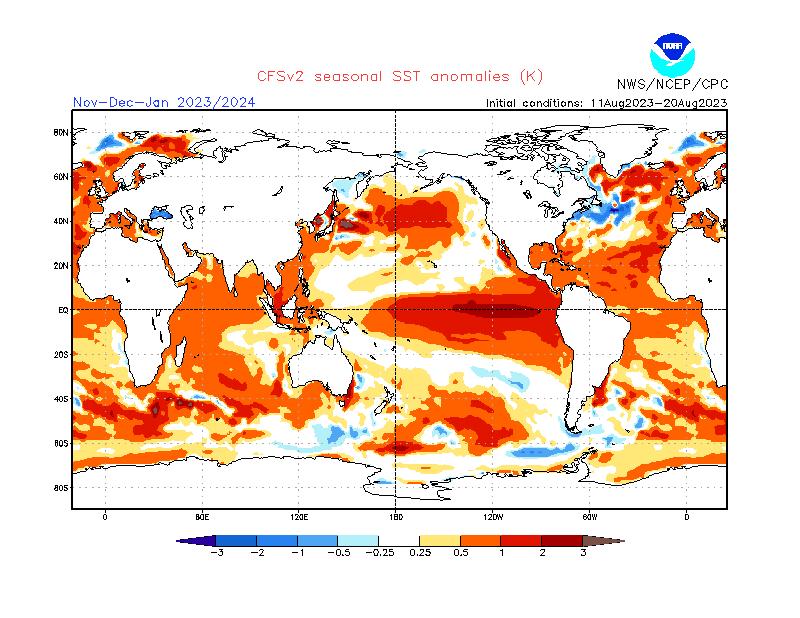 NOAA
CFSv2 seasonal SST anomalies (K)
NWS/NCEP/CPC
Nov-Dec-Jan 2023/2024
Initial conditions: 11Aug2023-20Aug2023
80N
60N
40N
20N
EQ
20S
40S
60S
80S
0 60E 120E 180 120W 60W 0
-3 -2 -1 -0.5 -0.25 0.25 0.5 1 2 3